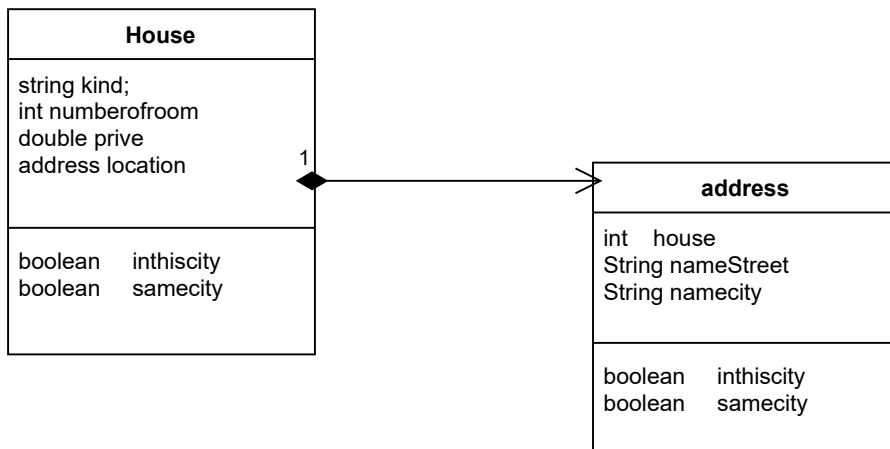 House
string kind;
int numberofroom
double prive
address location
1
boolean inthiscity
boolean samecity
address
int house
String nameStreet
String namecity
boolean inthiscity
boolean samecity